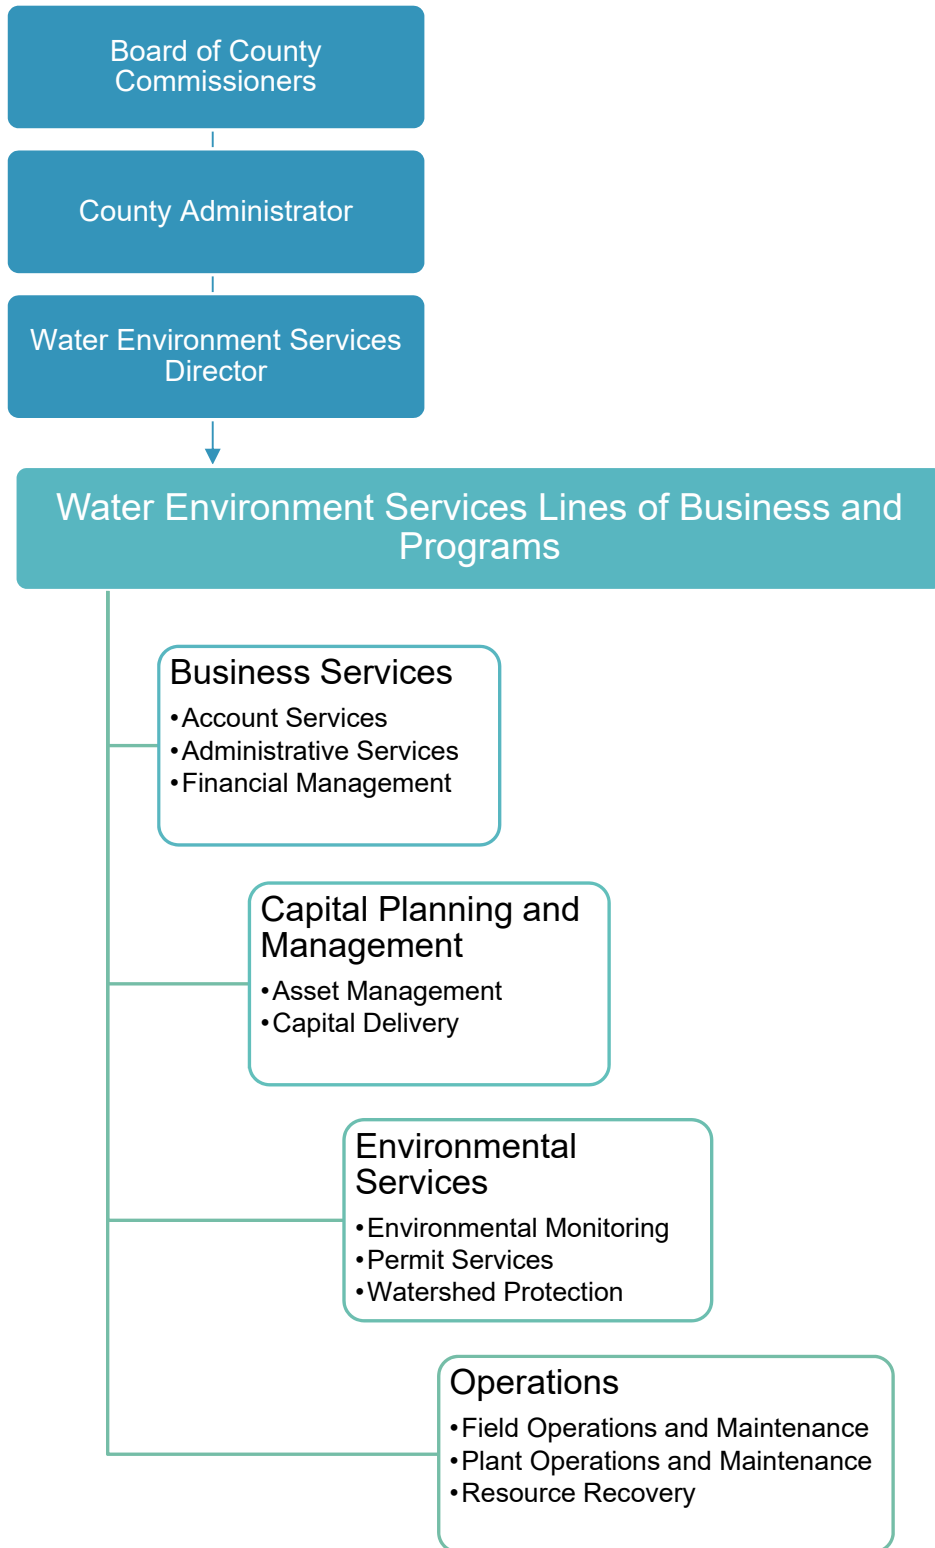 Board of County
Commissioners
County Administrator
Water Environment Services
Director
Water Environment Services Lines of Business and
Programs
Business Services
•Account Services
•Administrative Services
•Financial Management
Capital Planning and
Management
•Asset Management
•Capital Delivery
Environmental
Services
•Environmental Monitoring
•Permit Services
•Watershed Protection
Operations
•Field Operations and Maintenance
•Plant Operations and Maintenance
•Resource Recovery